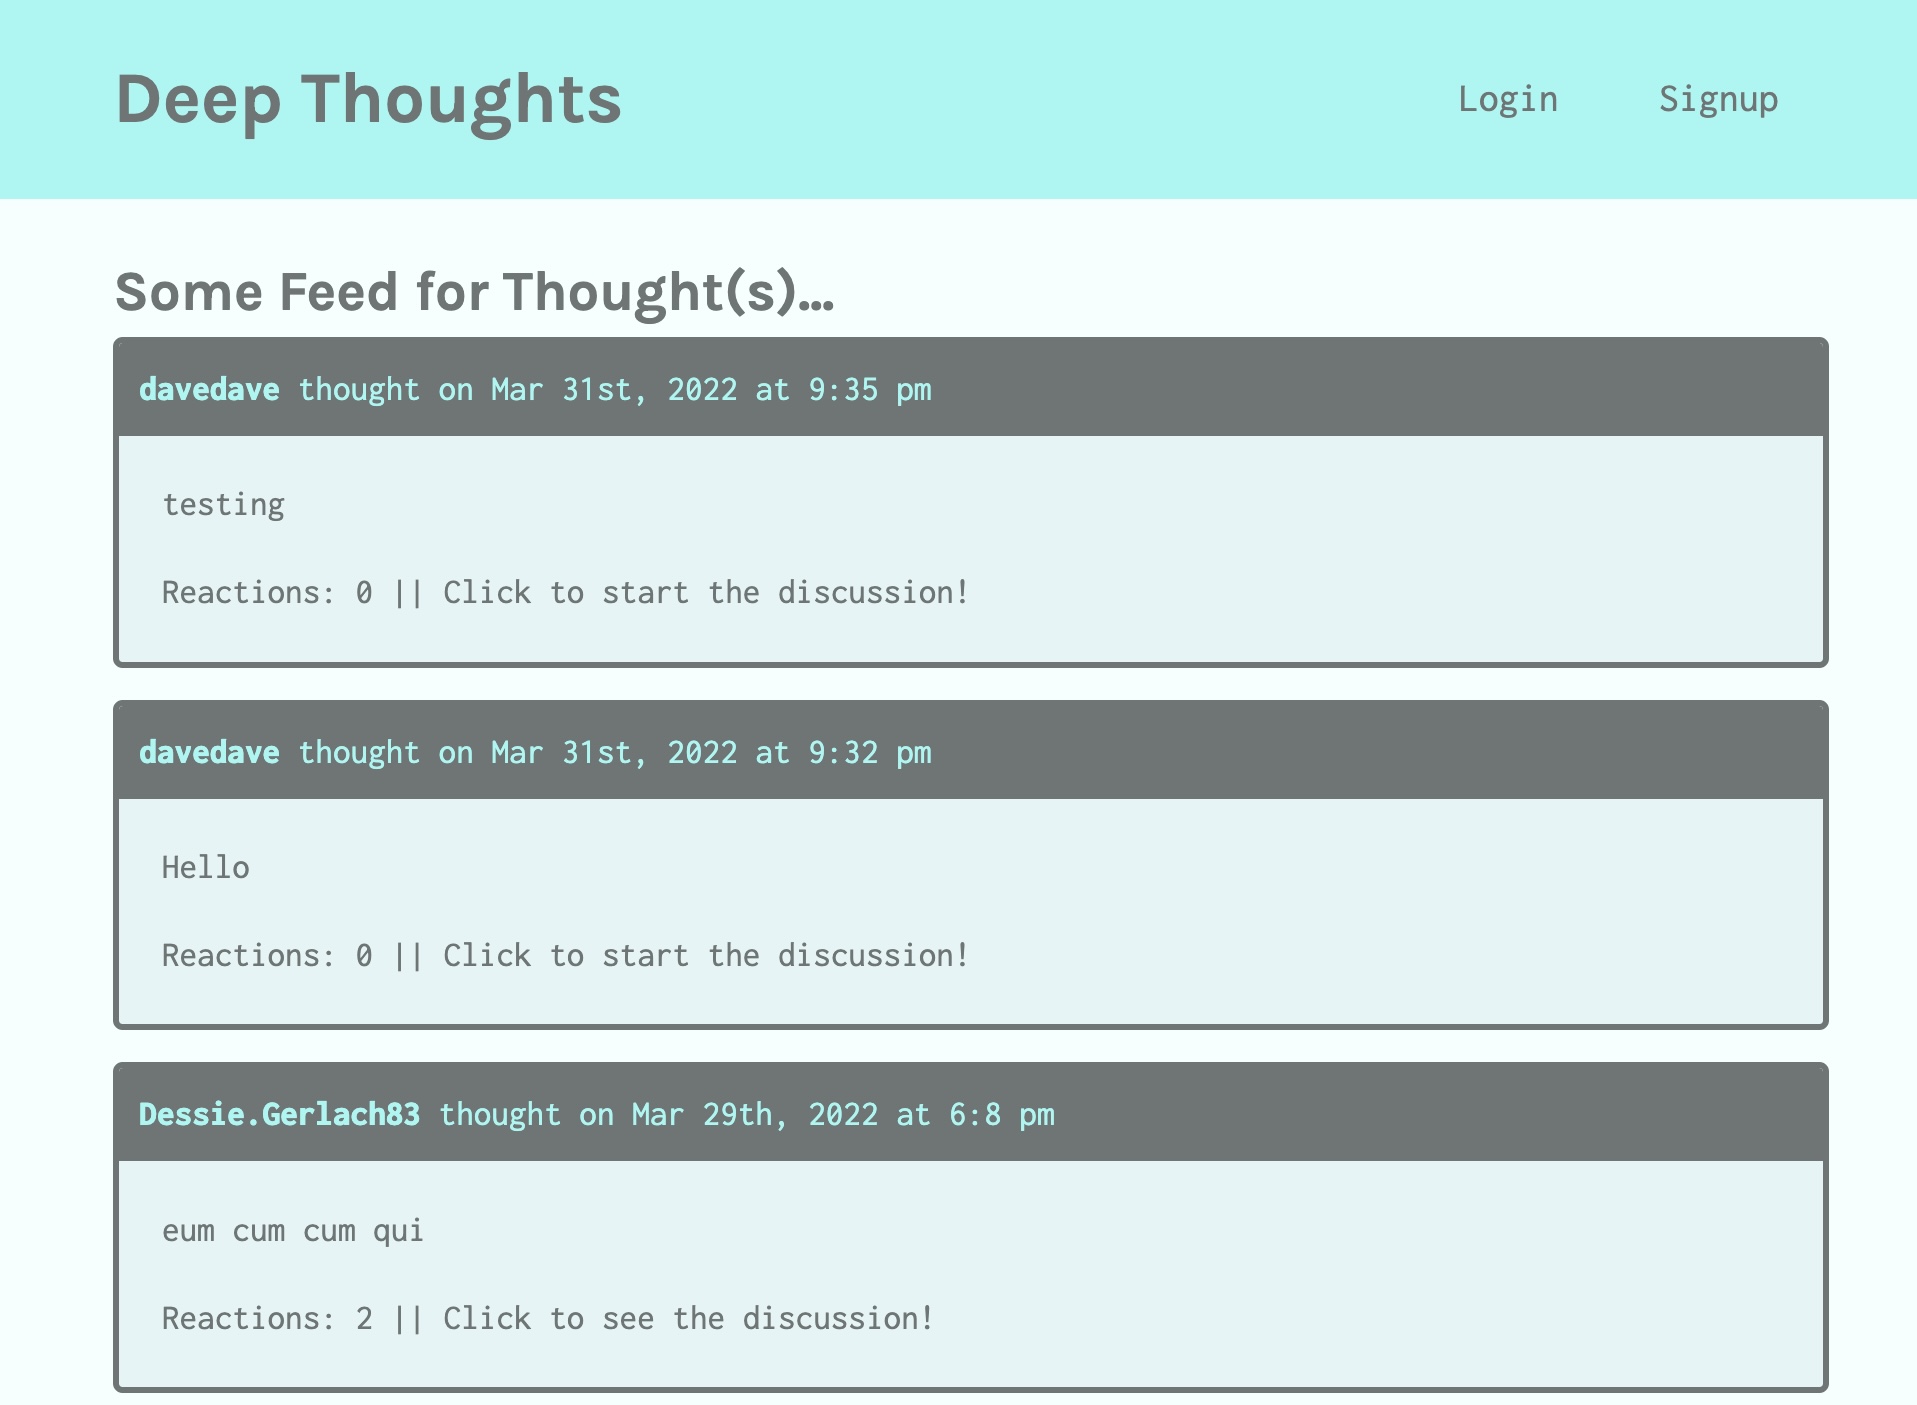 Deep Thoughts
Login Signup
Some Feed for Thought(s)...
davedave thought on Mar 31st, 2022 at 9:35 pm
testing
Reactions: 0 || Click to start the discussion!
davedave thought on Mar 31st, 2022 at 9:32 pm
Hello
Reactions: 0 || Click to start the discussion!
Dessie.Gerlach83 thought on Mar 29th, 2022 at 6:8 pm
eum cum cum qui
Reactions: 2 || Click to see the discussion!